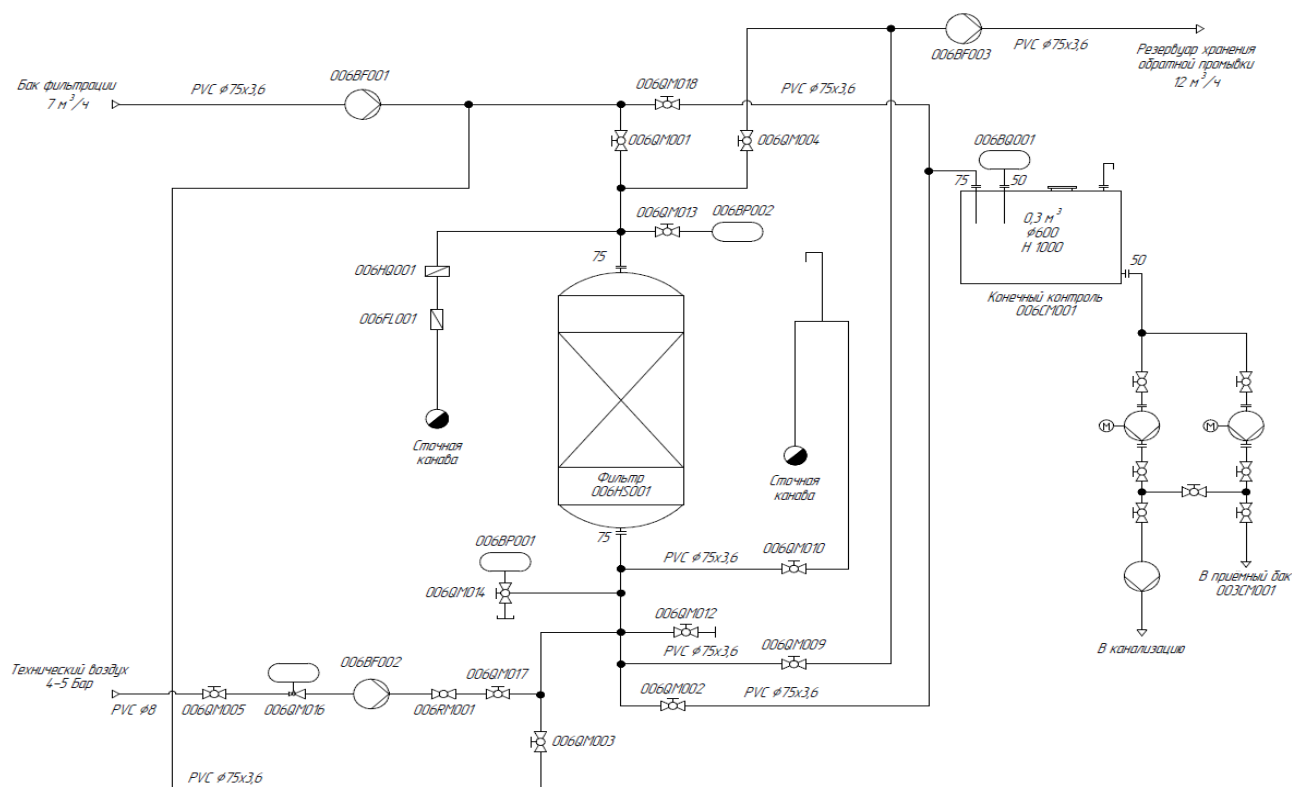 006BF003
PVC ⌀75x3,6
Резервуар хранения
обратной промывки
12 м³/ч
Бак фильтрации
7 м³/ч
PVC ⌀75x3,6
006BF001
006QM018
PVC ⌀75x3,6
006QM001
006QM004
006BQ001
75
50
0,3 м³
⌀600
H 1000
50
Конечный контроль
006CM001
006QM013
006BP002
75
006HQ001
006FL001
Сточная
канава
Фильтр
006HS001
Сточная
канава
M
M
75
006BP001
006QM014
PVC ⌀75x3,6
006QM010
006QM012
PVC ⌀75x3,6
006QM009
В приемный бак
003CM001
В канализацию
Технический воздух
4-5 Бар
PVC ⌀8
006QM005
006QM016
006BF002
006RM001
006QM017
006QM002
PVC ⌀75x3,6
006QM003
PVC ⌀75x3,6